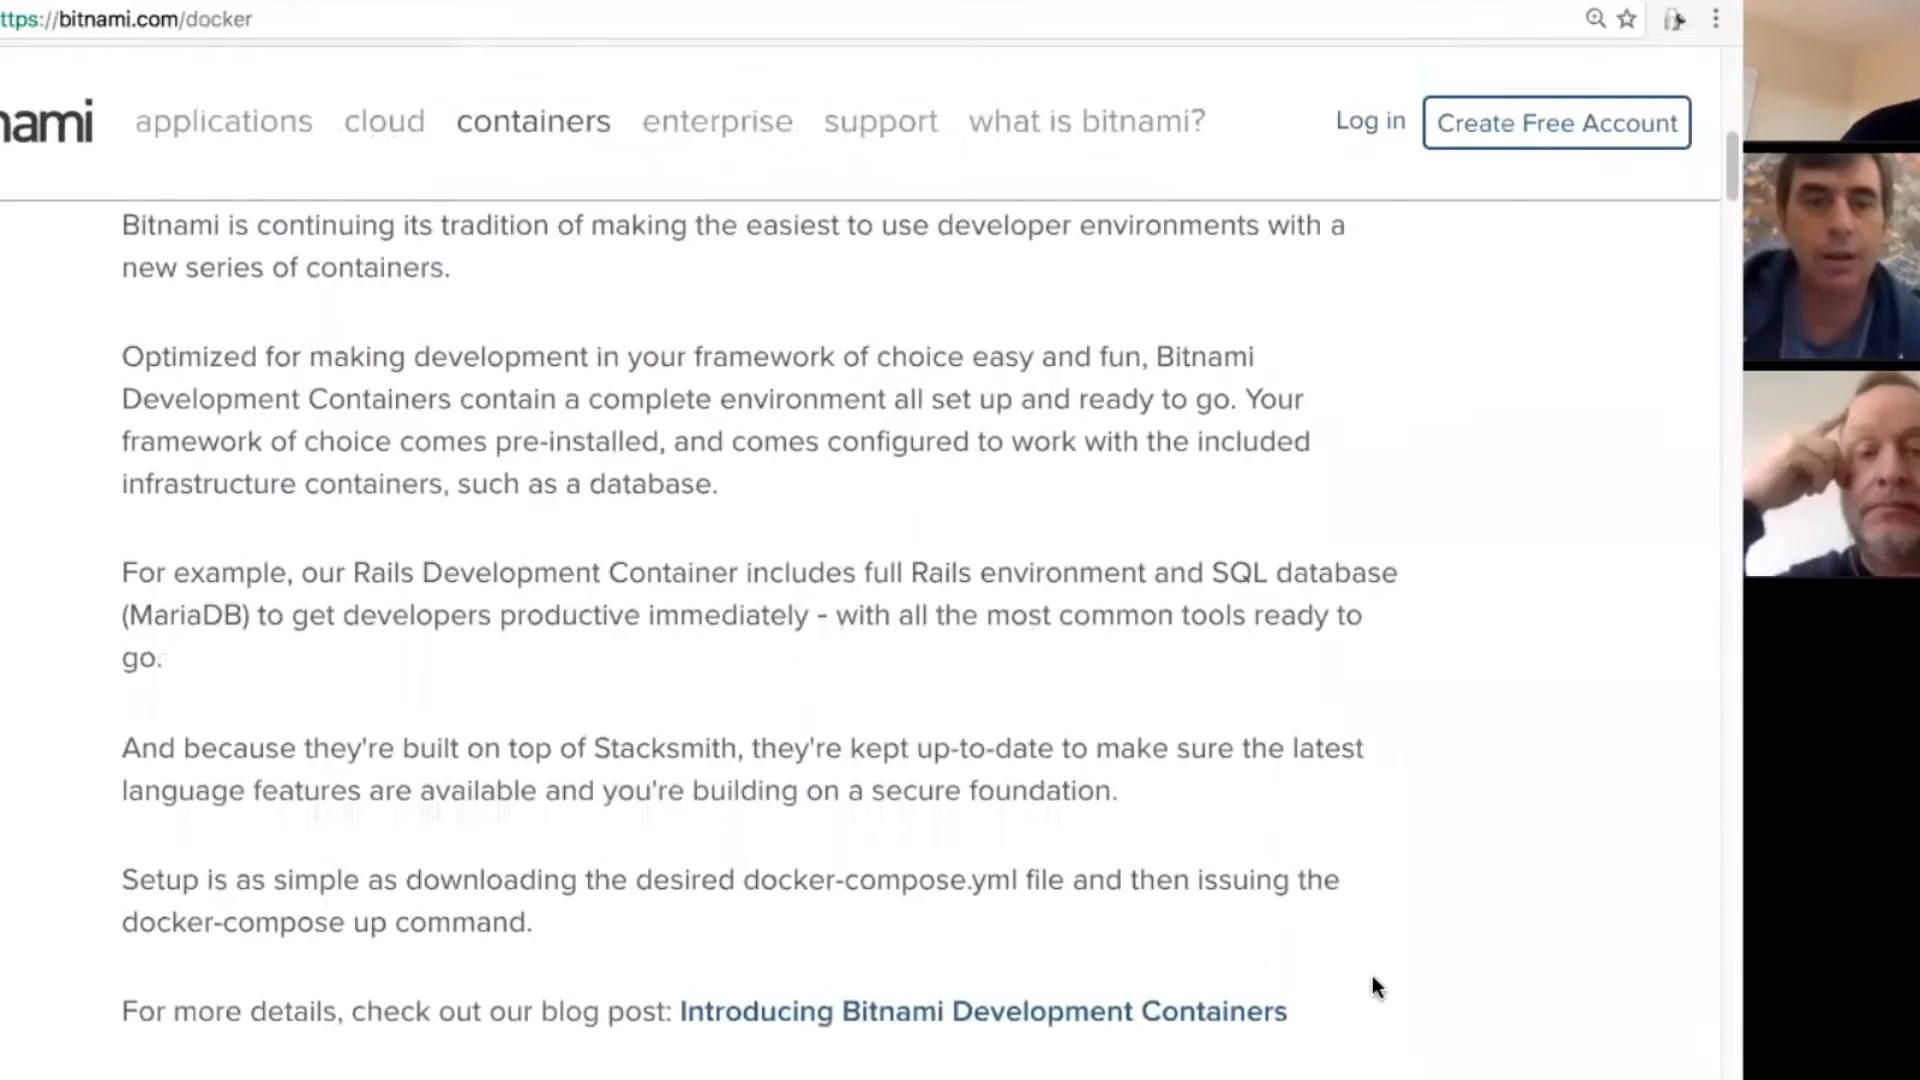 ttps://bitnami.com/docker
nami applications cloud containers enterprise support what is bitnami? Log in Create Free Account
Bitnami is continuing its tradition of making the easiest to use developer environments with a
new series of containers.
Optimized for making development in your framework of choice easy and fun, Bitnami
Development Containers contain a complete environment all set up and ready to go. Your
framework of choice comes pre-installed, and comes configured to work with the included
infrastructure containers, such as a database.
For example, our Rails Development Container includes full Rails environment and SQL database
(MariaDB) to get developers productive immediately - with all the most common tools ready to
go.
And because they're built on top of Stacksmith, they're kept up-to-date to make sure the latest
language features are available and you're building on a secure foundation.
Setup is as simple as downloading the desired docker-compose.yml file and then issuing the
docker-compose up command.
For more details, check out our blog post: Introducing Bitnami Development Containers